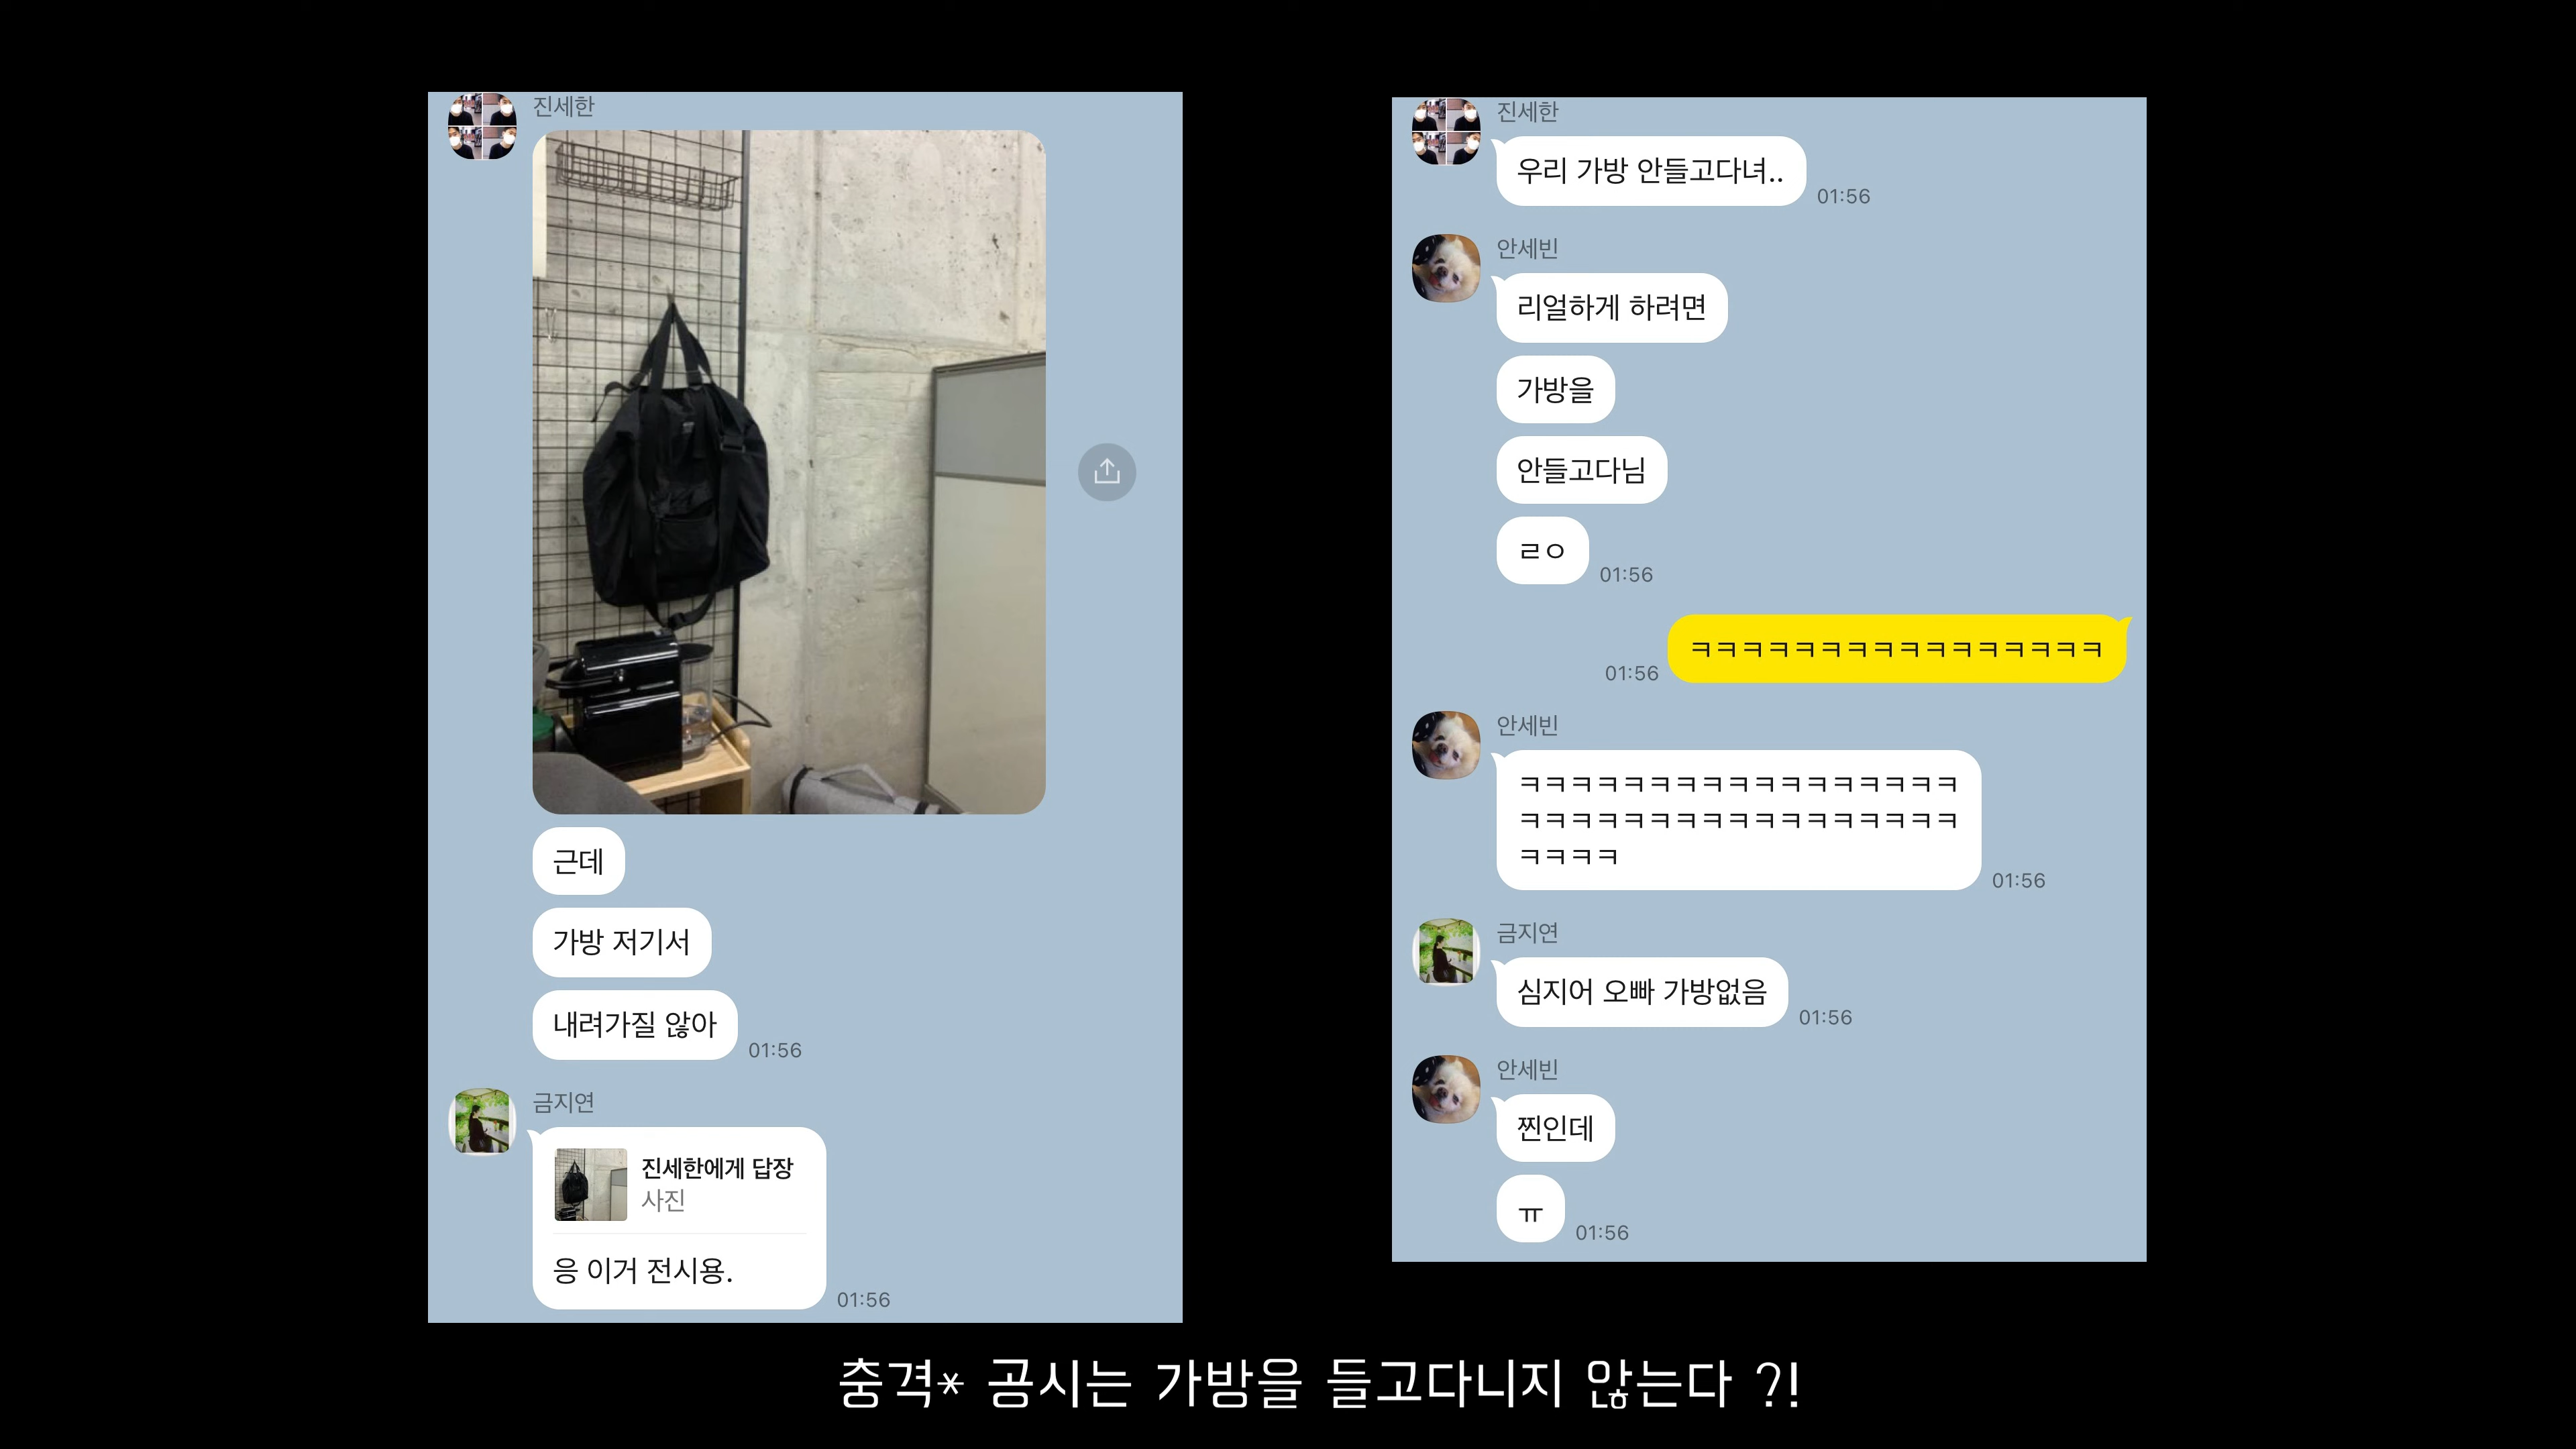 진세한
근데
가방 저기서
내려가질 않아
01:56
금지연
진세한에게 답장
사진
응 이거 전시용.
01:56
진세한
우리 가방 안들고다녀..
01:56
안세빈
리얼하게 하려면
가방을
안들고다님
ㄹㅇ
01:56
ㅋㅋㅋㅋㅋㅋㅋㅋㅋㅋㅋㅋㅋㅋㅋㅋ
01:56
안세빈
ㅋㅋㅋㅋㅋㅋㅋㅋㅋㅋㅋㅋㅋㅋㅋㅋㅋ
ㅋㅋㅋㅋㅋㅋㅋㅋㅋㅋㅋㅋㅋㅋㅋㅋㅋ
ㅋㅋㅋㅋ
01:56
금지연
심지어 오빠 가방없음
01:56
안세빈
찐인데
ㅠ
01:56
충격* 공시는 가방을 들고다니지 않는다 ?!